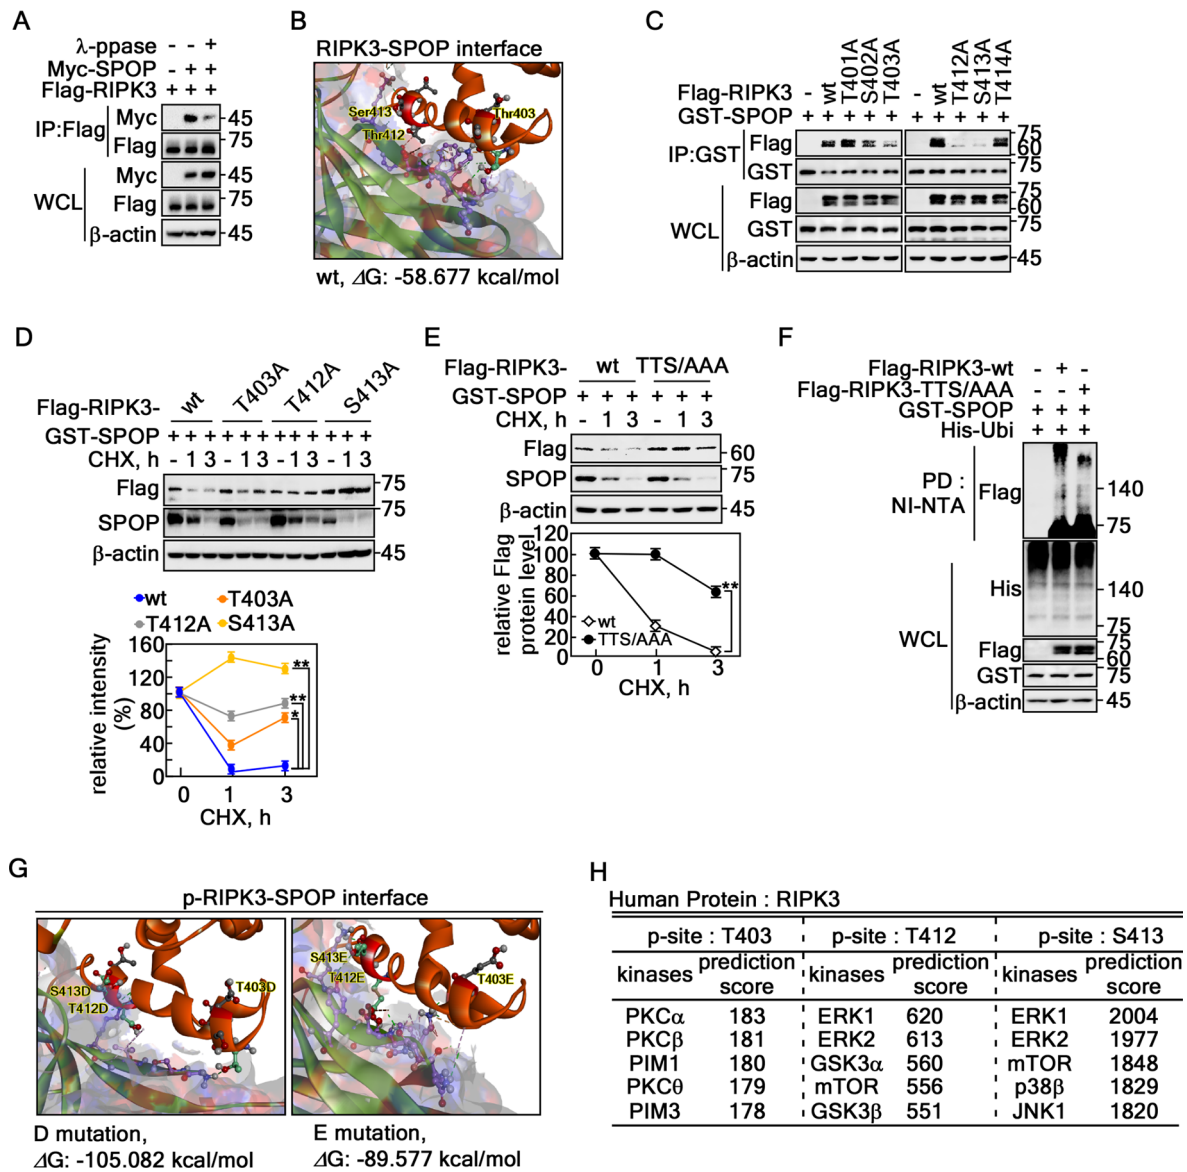 A
λ-ppase - - +
Myc-SPOP - + +
Flag-RIPK3 + + +
IP:Flag
Myc
45
Flag
75
WCL
Myc
45
Flag
75
β-actin
45
B
RIPK3-SPOP interface
Ser413
Thr412
Thr403
wt, ΔG: -58.677 kcal/mol
C
Flag-RIPK3 - wt T401A S402A T403A - wt T412A S413A T414A
GST-SPOP + + + + + + + + + +
IP:GST
Flag
75
60
GST
75
WCL
Flag
75
60
GST
75
β-actin
45
D
Flag-RIPK3- wt T403A T412A S413A
GST-SPOP + + + + + + + + + + + +
CHX, h - 1 3 - 1 3 - 1 3 - 1 3
Flag
75
SPOP
75
β-actin
45
wt
T403A
T412A
S413A
relative intensity
(%)
160
120
80
40
0
0 1 3
** ** *
CHX, h
E
Flag-RIPK3- wt TTS/AAA
GST-SPOP + + + + + +
CHX, h - 1 3 - 1 3
Flag
60
SPOP
75
β-actin
45
relative Flag
protein level
120
100
80
60
40
20
0
wt
TTS/AAA
**
0 1 3
CHX, h
F
Flag-RIPK3-wt - + -
Flag-RIPK3-TTS/AAA - - +
GST-SPOP + + +
His-Ubi + + +
PD :
NI-NTA
Flag
140
75
WCL
His
140
75
Flag
75
60
GST
75
β-actin
45
G
p-RIPK3-SPOP interface
S413D
T412D
T403D
S413E
T412E
T403E
D mutation,
ΔG: -105.082 kcal/mol
E mutation,
ΔG: -89.577 kcal/mol
H
Human Protein : RIPK3
p-site : T403 p-site : T412 p-site : S413
kinases prediction score kinases prediction score kinases prediction score
PKCα 183 ERK1 620 ERK1 2004
PKCβ 181 ERK2 613 ERK2 1977
PIM1 180 GSK3α 560 mTOR 1848
PKCθ 179 mTOR 556 p38β 1829
PIM3 178 GSK3β 551 JNK1 1820